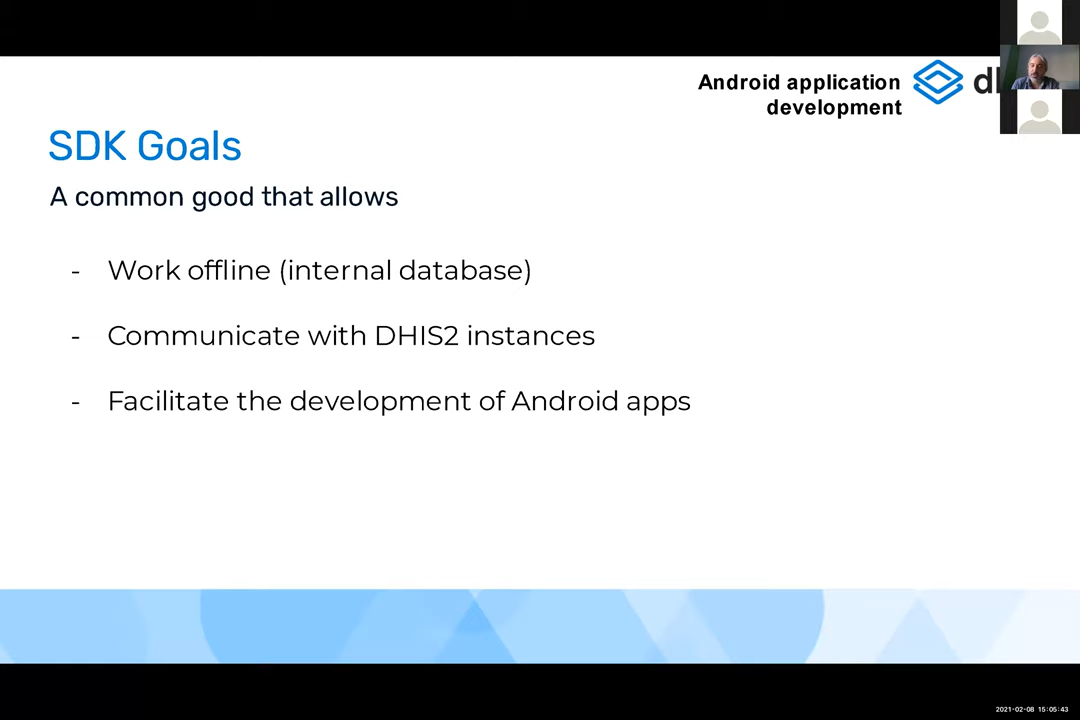 Android application
development
SDK Goals
A common good that allows
- Work offline (internal database)
- Communicate with DHIS2 instances
- Facilitate the development of Android apps
2021-02-08 15:05:43